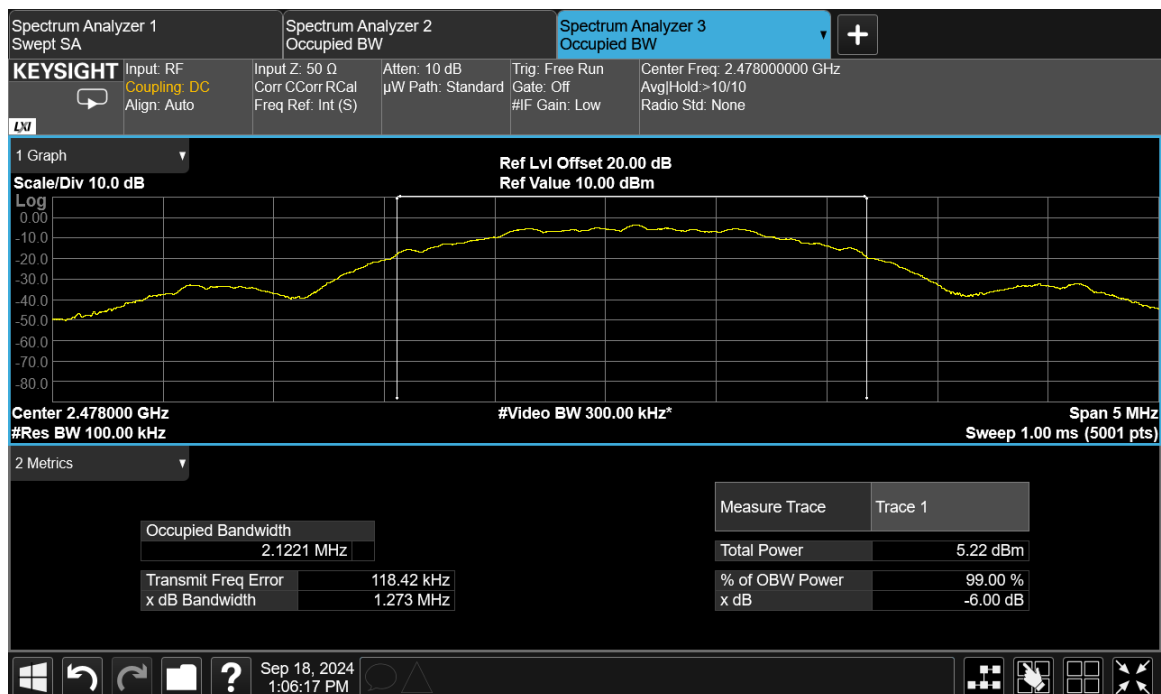 Spectrum Analyzer 1
Swept SA
Spectrum Analyzer 2
Occupied BW
Spectrum Analyzer 3
Occupied BW
+
KEYSIGHT
LXI
Input: RF
Coupling: DC
Align: Auto
Input Z: 50 Ω
Corr CCorr RCal
Freq Ref: Int (S)
Atten: 10 dB
µW Path: Standard
Trig: Free Run
Gate: Off
#IF Gain: Low
Center Freq: 2.478000000 GHz
Avg|Hold:>10/10
Radio Std: None
1 Graph
Scale/Div 10.0 dB
Ref Lvl Offset 20.00 dB
Ref Value 10.00 dBm
Log
0.00
-10.0
-20.0
-30.0
-40.0
-50.0
-60.0
-70.0
-80.0
Center 2.478000 GHz
#Video BW 300.00 kHz*
Span 5 MHz
#Res BW 100.00 kHz
Sweep 1.00 ms (5001 pts)
2 Metrics
Occupied Bandwidth
2.1221 MHz
Transmit Freq Error 118.42 kHz
x dB Bandwidth 1.273 MHz
Measure Trace Trace 1
Total Power 5.22 dBm
% of OBW Power 99.00 %
x dB -6.00 dB
?
Sep 18, 2024
1:06:17 PM